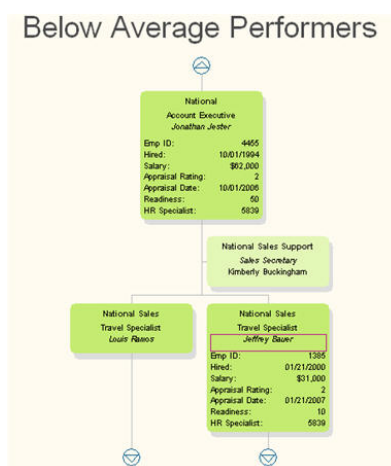 Below Average Performers
National
Account Executive
Jonathan Jester
Emp ID: 4465
Hired: 10/01/1994
Salary: $62,000
Appraisal Rating: 2
Appraisal Date: 10/01/2006
Readiness: 50
HR Specialist: 5839
National Sales Support
Sales Secretary
Kimberly Buckingham
National Sales
Travel Specialist
Louis Ramos
National Sales
Travel Specialist
Jeffrey Bauer
Emp ID: 1385
Hired: 01/21/2000
Salary: $31,000
Appraisal Rating: 2
Appraisal Date: 01/21/2007
Readiness: 10
HR Specialist: 5839